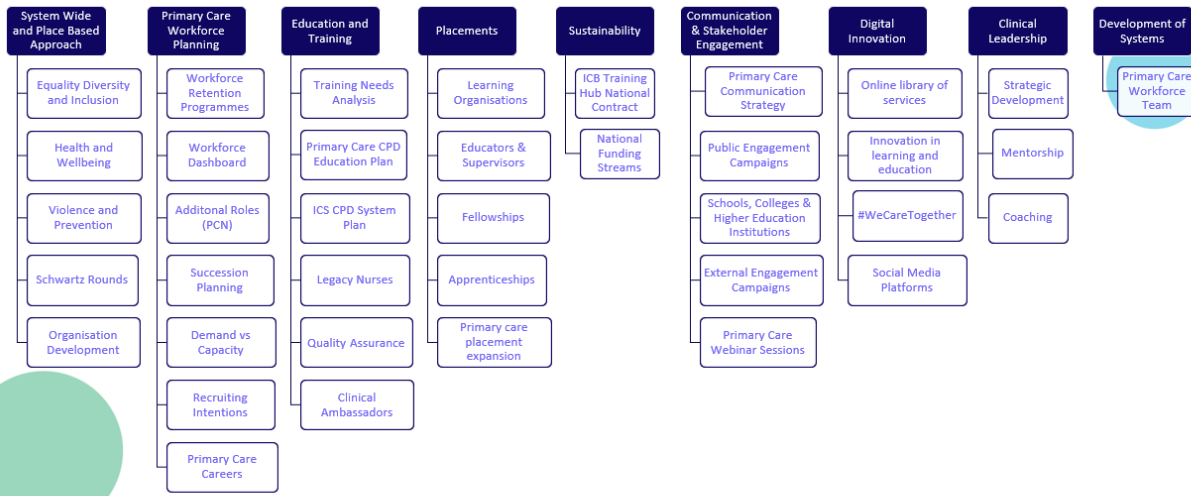 System Wide
and Place Based
Approach
Equality Diversity
and Inclusion
Health and
Wellbeing
Violence and
Prevention
Schwartz Rounds
Organisation
Development
Primary Care
Workforce
Planning
Workforce
Retention
Programmes
Workforce
Dashboard
Additonal Roles
(PCN)
Succession
Planning
Demand vs
Capacity
Recruiting
Intentions
Primary Care
Careers
Education and
Training
Training Needs
Analysis
Primary Care CPD
Education Plan
ICS CPD System
Plan
Legacy Nurses
Quality Assurance
Clinical
Ambassadors
Placements
Learning
Organisations
Educators &
Supervisors
Fellowships
Apprenticeships
Primary care
placement
expansion
Sustainability
ICB Training
Hub National
Contract
National
Funding
Streams
Communication
& Stakeholder
Engagement
Primary Care
Communication
Strategy
Public Engagement
Campaigns
Schools, Colleges &
Higher Education
Institutions
External Engagement
Campaigns
Primary Care
Webinar Sessions
Digital
Innovation
Online library of
services
Innovation in
learning and
education
#WeCareTogether
Social Media
Platforms
Clinical
Leadership
Strategic
Development
Mentorship
Coaching
Development of
Systems
Primary Care
Workforce
Team